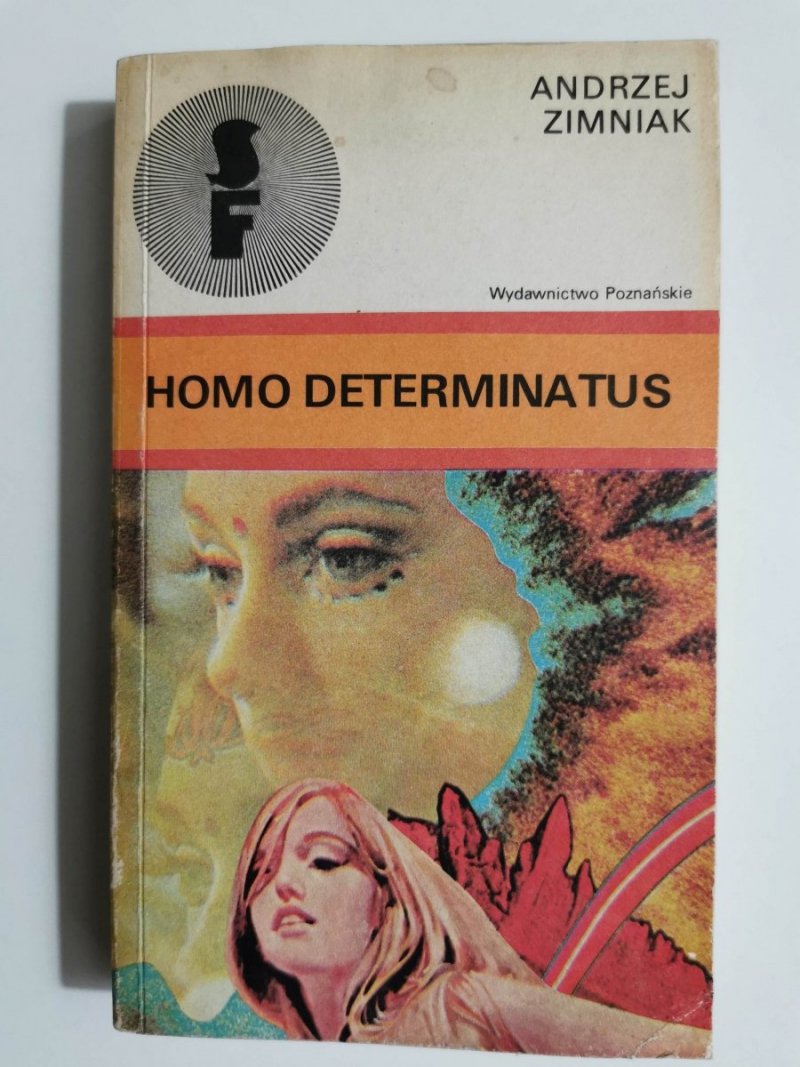 SF
ANDRZEJ
ZIMNIAK
Wydawnictwo Poznańskie
HOMO DETERMINATUS